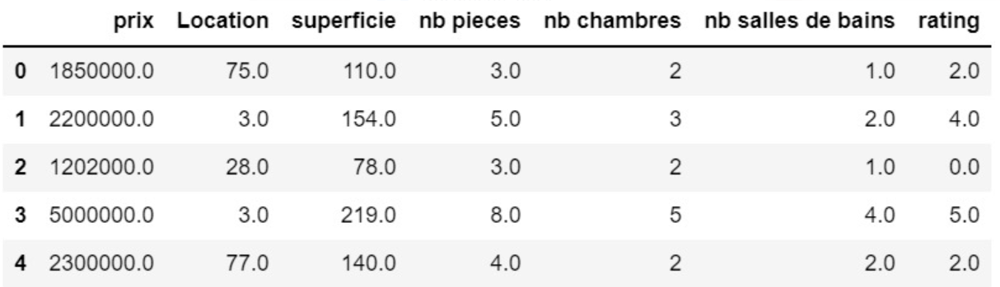 prix Location superficie nb pieces nb chambres nb salles de bains rating
0 1850000.0 75.0 110.0 3.0 2 1.0 2.0
1 2200000.0 3.0 154.0 5.0 3 2.0 4.0
2 1202000.0 28.0 78.0 3.0 2 1.0 0.0
3 5000000.0 3.0 219.0 8.0 5 4.0 5.0
4 2300000.0 77.0 140.0 4.0 2 2.0 2.0